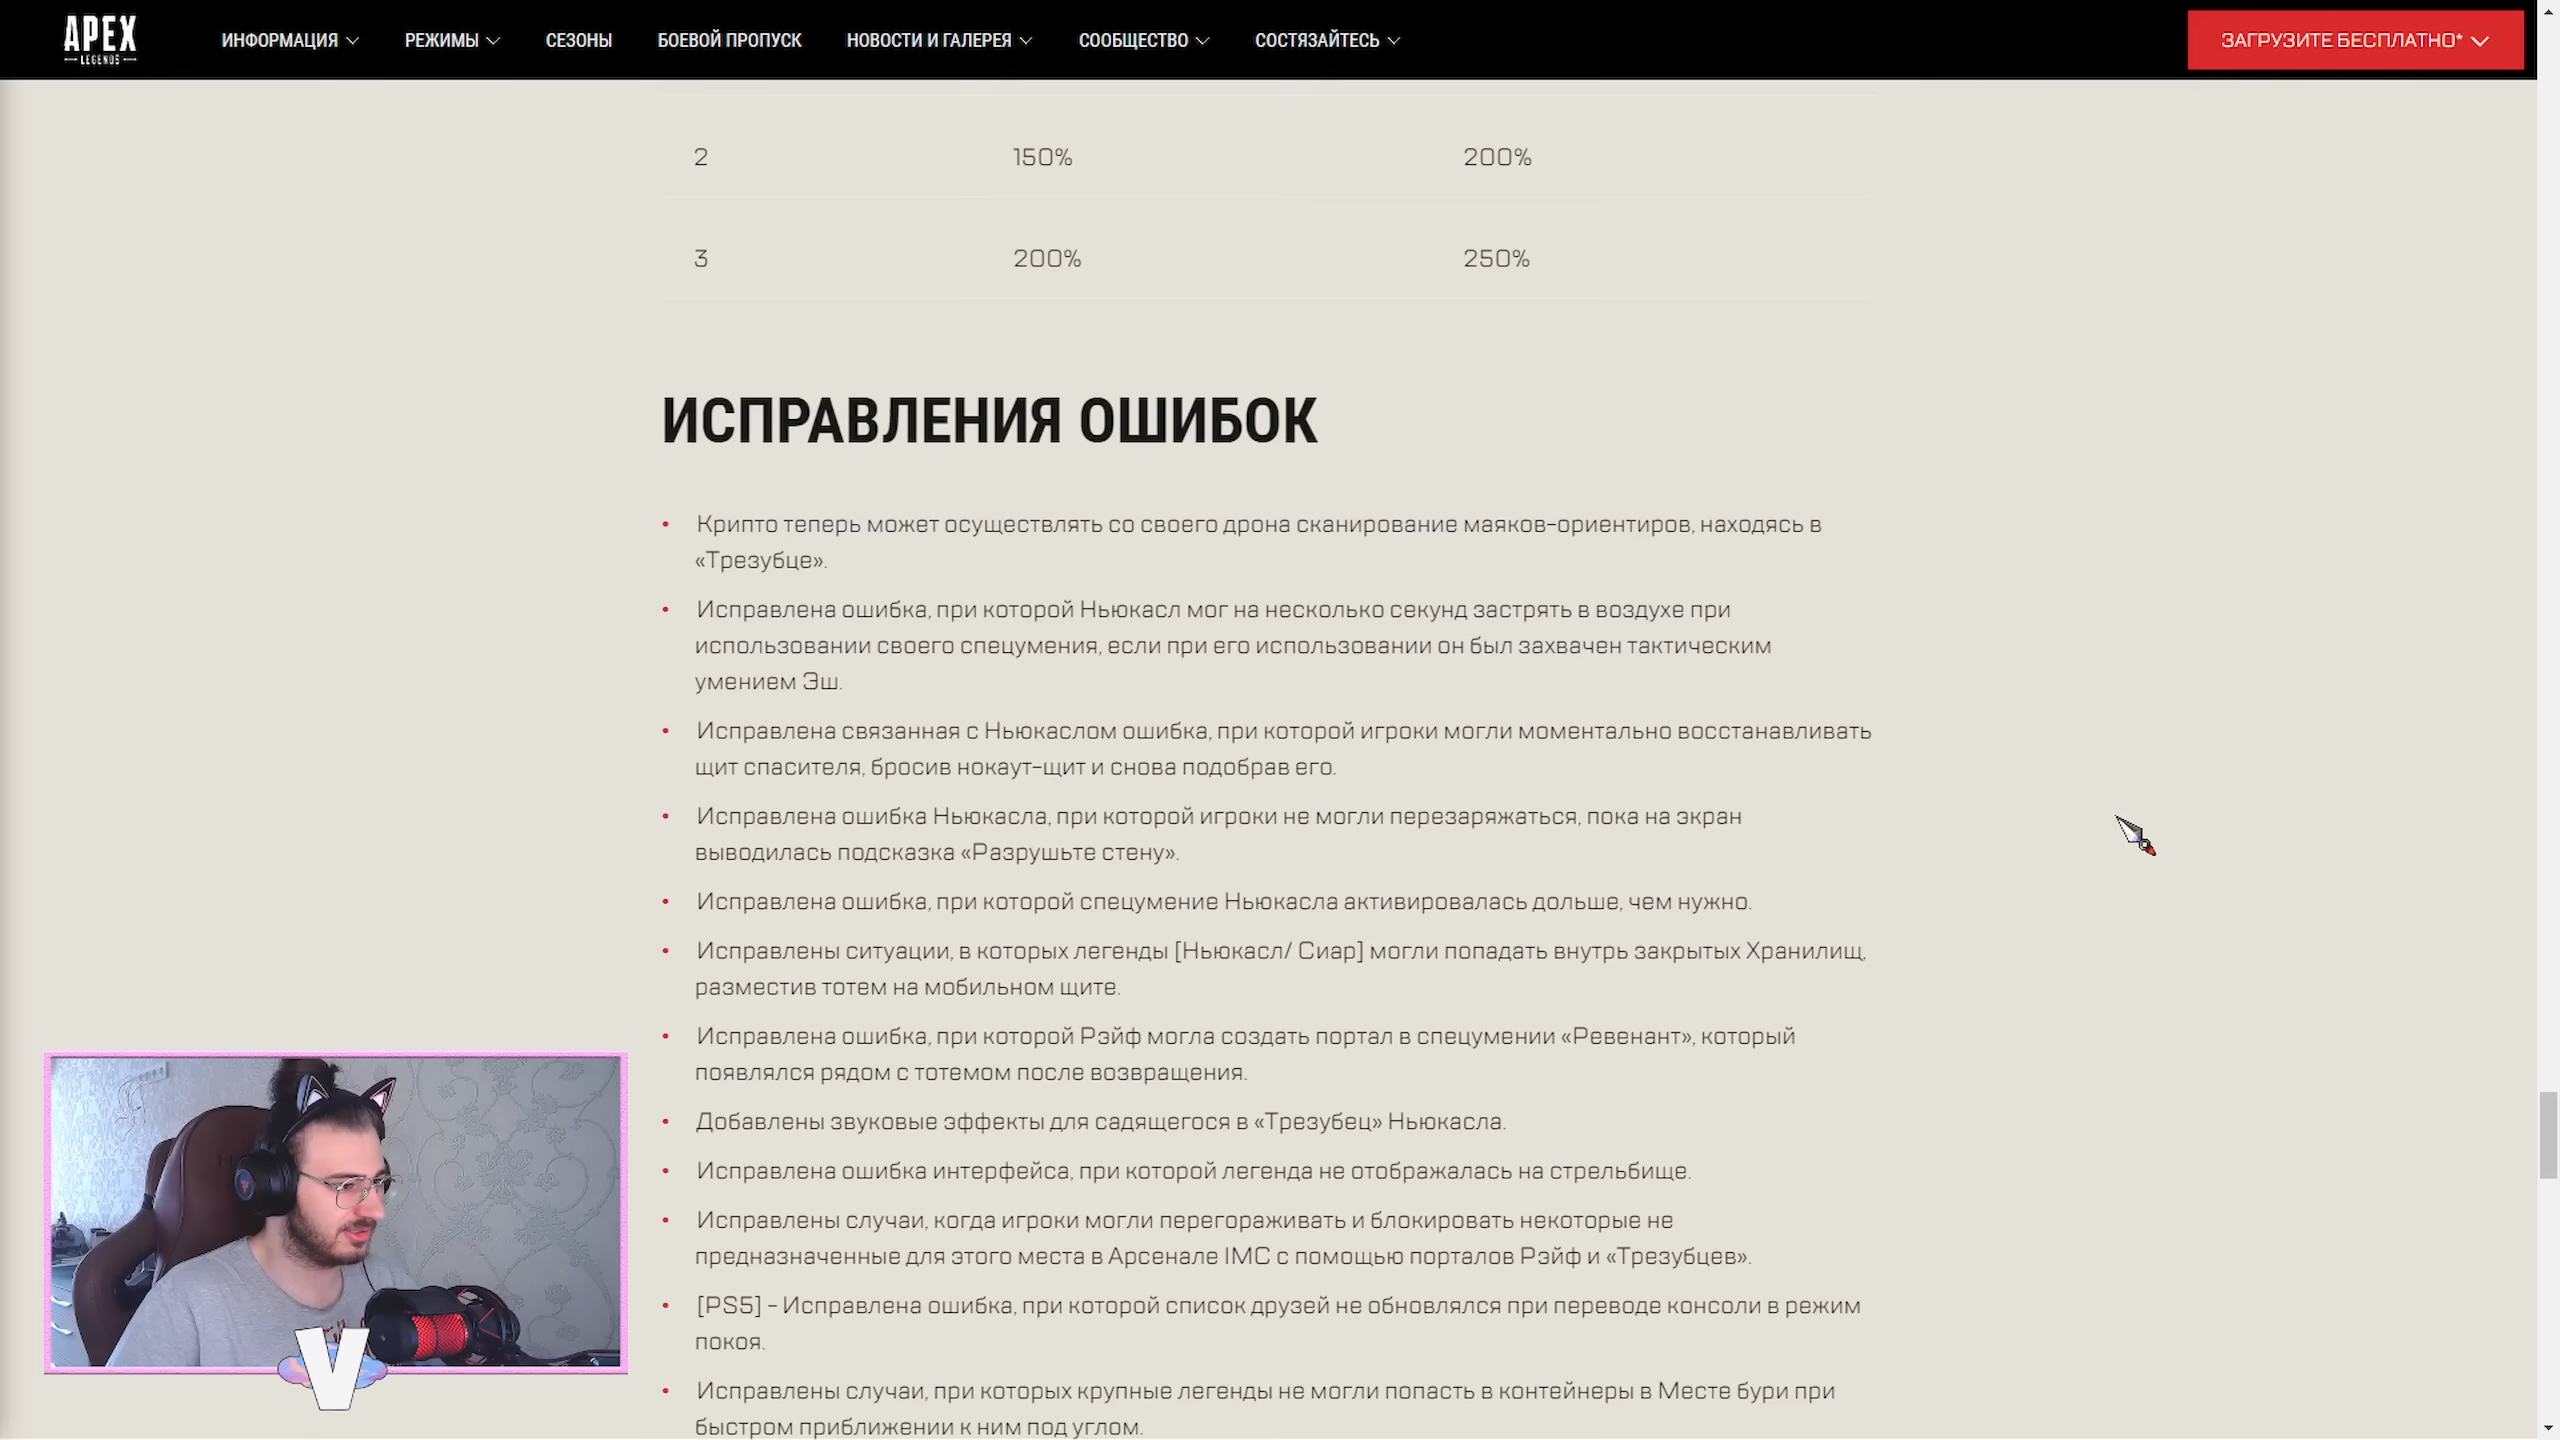 APEX
LEGENDS
ИНФОРМАЦИЯ
РЕЖИМЫ
СЕЗОНЫ
БОЕВОЙ ПРОПУСК
НОВОСТИ И ГАЛЕРЕЯ
СООБЩЕСТВО
СОСТЯЗАЙТЕСЬ
ЗАГРУЗИТЕ БЕСПЛАТНО*
2 150% 200%
3 200% 250%
ИСПРАВЛЕНИЯ ОШИБОК
• Крипто теперь может осуществлять со своего дрона сканирование маяков-ориентиров, находясь в
«Трезубце».
• Исправлена ошибка, при которой Ньюкасл мог на несколько секунд застрять в воздухе при
использовании своего спецумения, если при его использовании он был захвачен тактическим
умением Эш.
• Исправлена связанная с Ньюкаслом ошибка, при которой игроки могли моментально восстанавливать
щит спасителя, бросив нокаут-щит и снова подобрав его.
• Исправлена ошибка Ньюкасла, при которой игроки не могли перезаряжаться, пока на экран
выводилась подсказка «Разрушьте стену».
• Исправлена ошибка, при которой спецумение Ньюкасла активировалась дольше, чем нужно.
• Исправлены ситуации, в которых легенды [Ньюкасл/ Сиар] могли попадать внутрь закрытых Хранилищ,
разместив тотем на мобильном щите.
• Исправлена ошибка, при которой Рэйф могла создать портал в спецумении «Ревенант», который
появлялся рядом с тотемом после возвращения.
• Добавлены звуковые эффекты для садящегося в «Трезубец» Ньюкасла.
• Исправлена ошибка интерфейса, при которой легенда не отображалась на стрельбище.
• Исправлены случаи, когда игроки могли перегораживать и блокировать некоторые не
предназначенные для этого места в Арсенале IMC с помощью порталов Рэйф и «Трезубцев».
• [PS5] - Исправлена ошибка, при которой список друзей не обновлялся при переводе консоли в режим
покоя.
• Исправлены случаи, при которых крупные легенды не могли попасть в контейнеры в Месте бури при
быстром приближении к ним под углом.
V